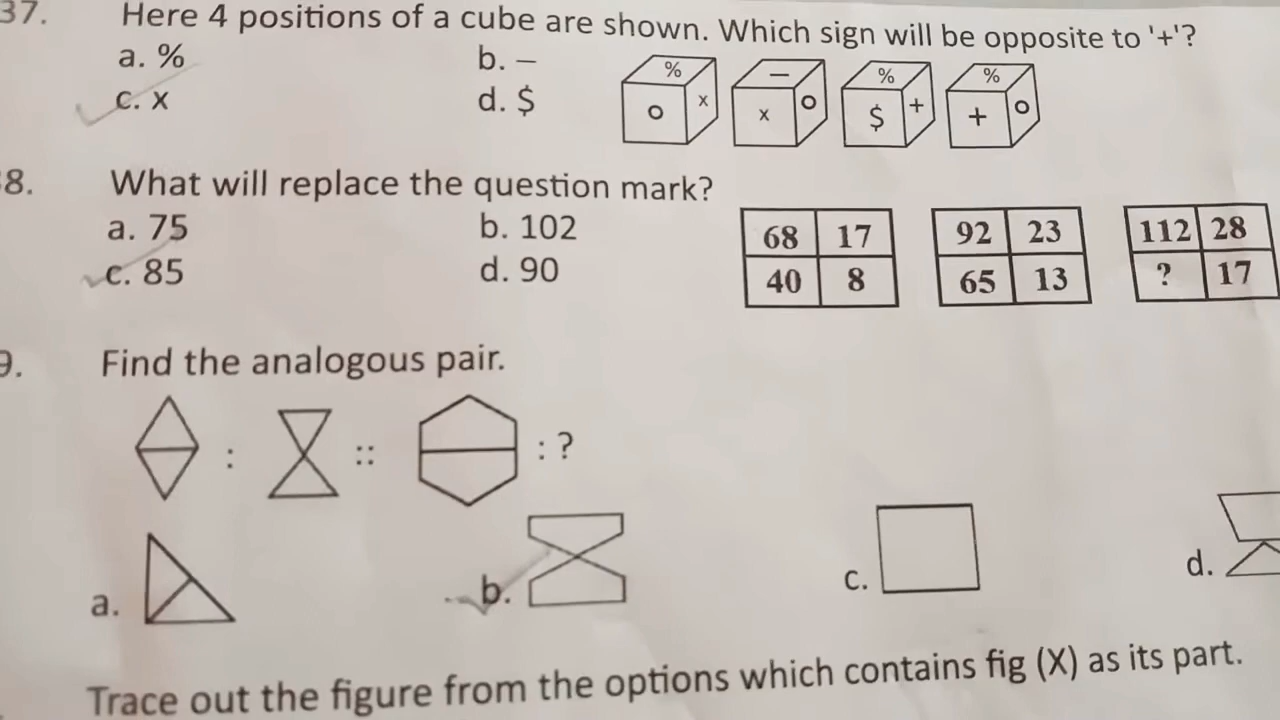 37. Here 4 positions of a cube are shown. Which sign will be opposite to '+'?
a. % b. –
c. x d. $
% o x
– x o
% $ +
% + o
8. What will replace the question mark?
a. 75 b. 102
c. 85 d. 90
68 17 92 23 112 28
40 8 65 13 ? 17
9. Find the analogous pair.
: :: : ?
a. b. c. d.
Trace out the figure from the options which contains fig (X) as its part.